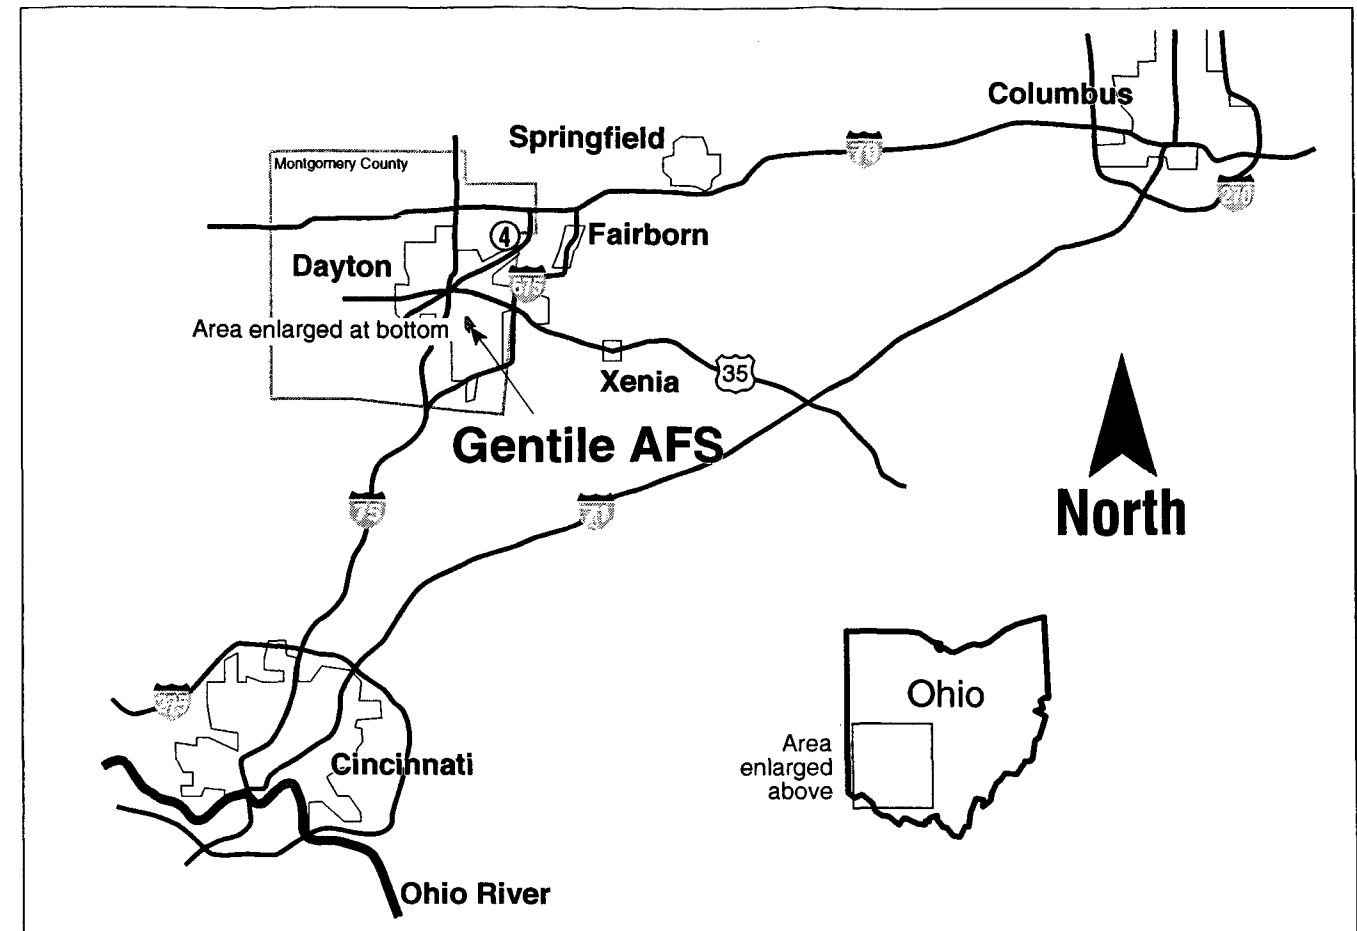 Columbus
Springfield
70
Montgomery County
270
4
Fairborn
Dayton
675
Area enlarged at bottom
Xenia
35
Gentile AFS
75
71
North
Ohio
275
Area
enlarged
above
Cincinnati
Ohio River